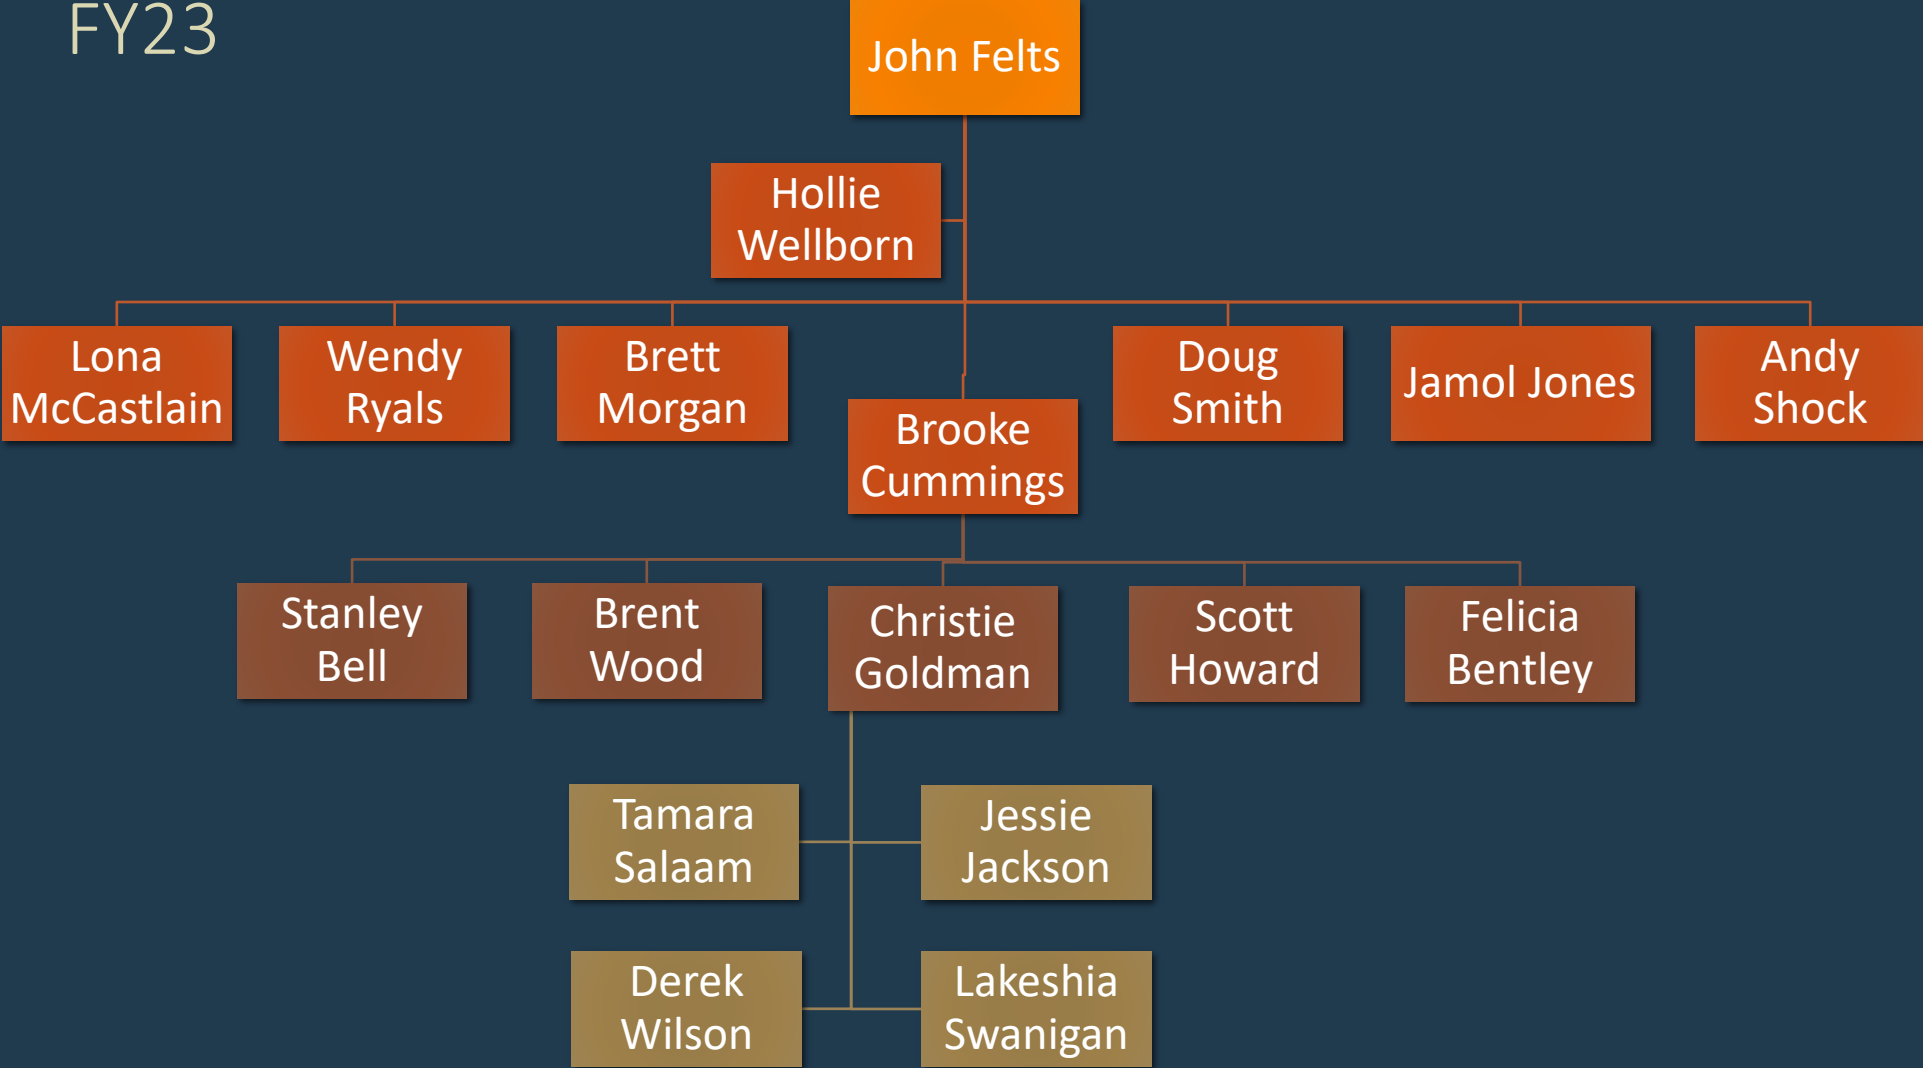 FY23
John Felts
Hollie
Wellborn
Lona
McCastlain
Wendy
Ryals
Brett
Morgan
Brooke
Cummings
Doug
Smith
Jamol Jones
Andy
Shock
Stanley
Bell
Brent
Wood
Christie
Goldman
Scott
Howard
Felicia
Bentley
Tamara
Salaam
Jessie
Jackson
Derek
Wilson
Lakeshia
Swanigan